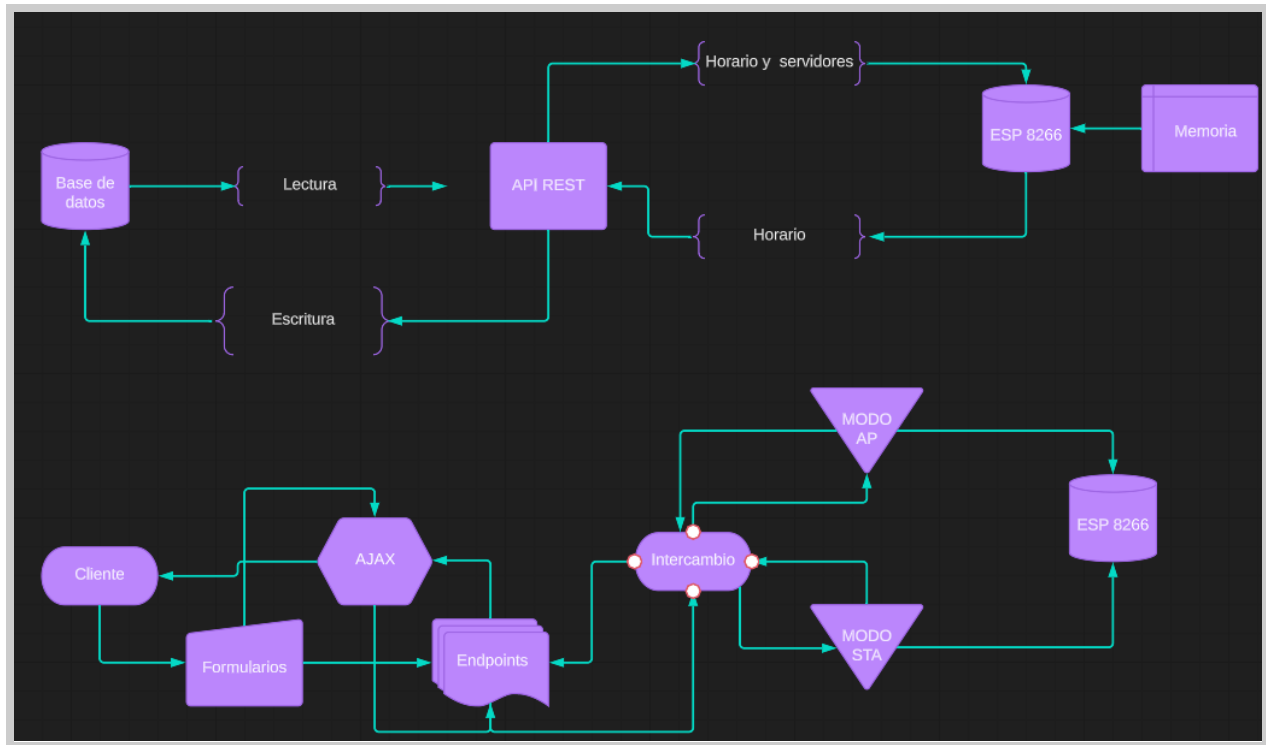 Horario y servidores
ESP 8266
Memoria
Base de
datos
Lectura
API REST
Horario
Escritura
MODO
AP
ESP 8266
AJAX
Intercambio
Cliente
MODO
STA
Formularios
Endpoints